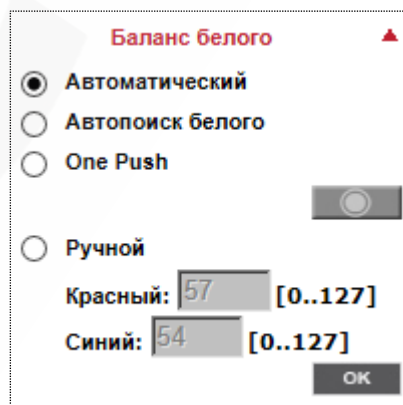 Баланс белого
Автоматический
Автопоиск белого
One Push
Ручной
Красный: 57 [0..127]
Синий: 54 [0..127]
OK